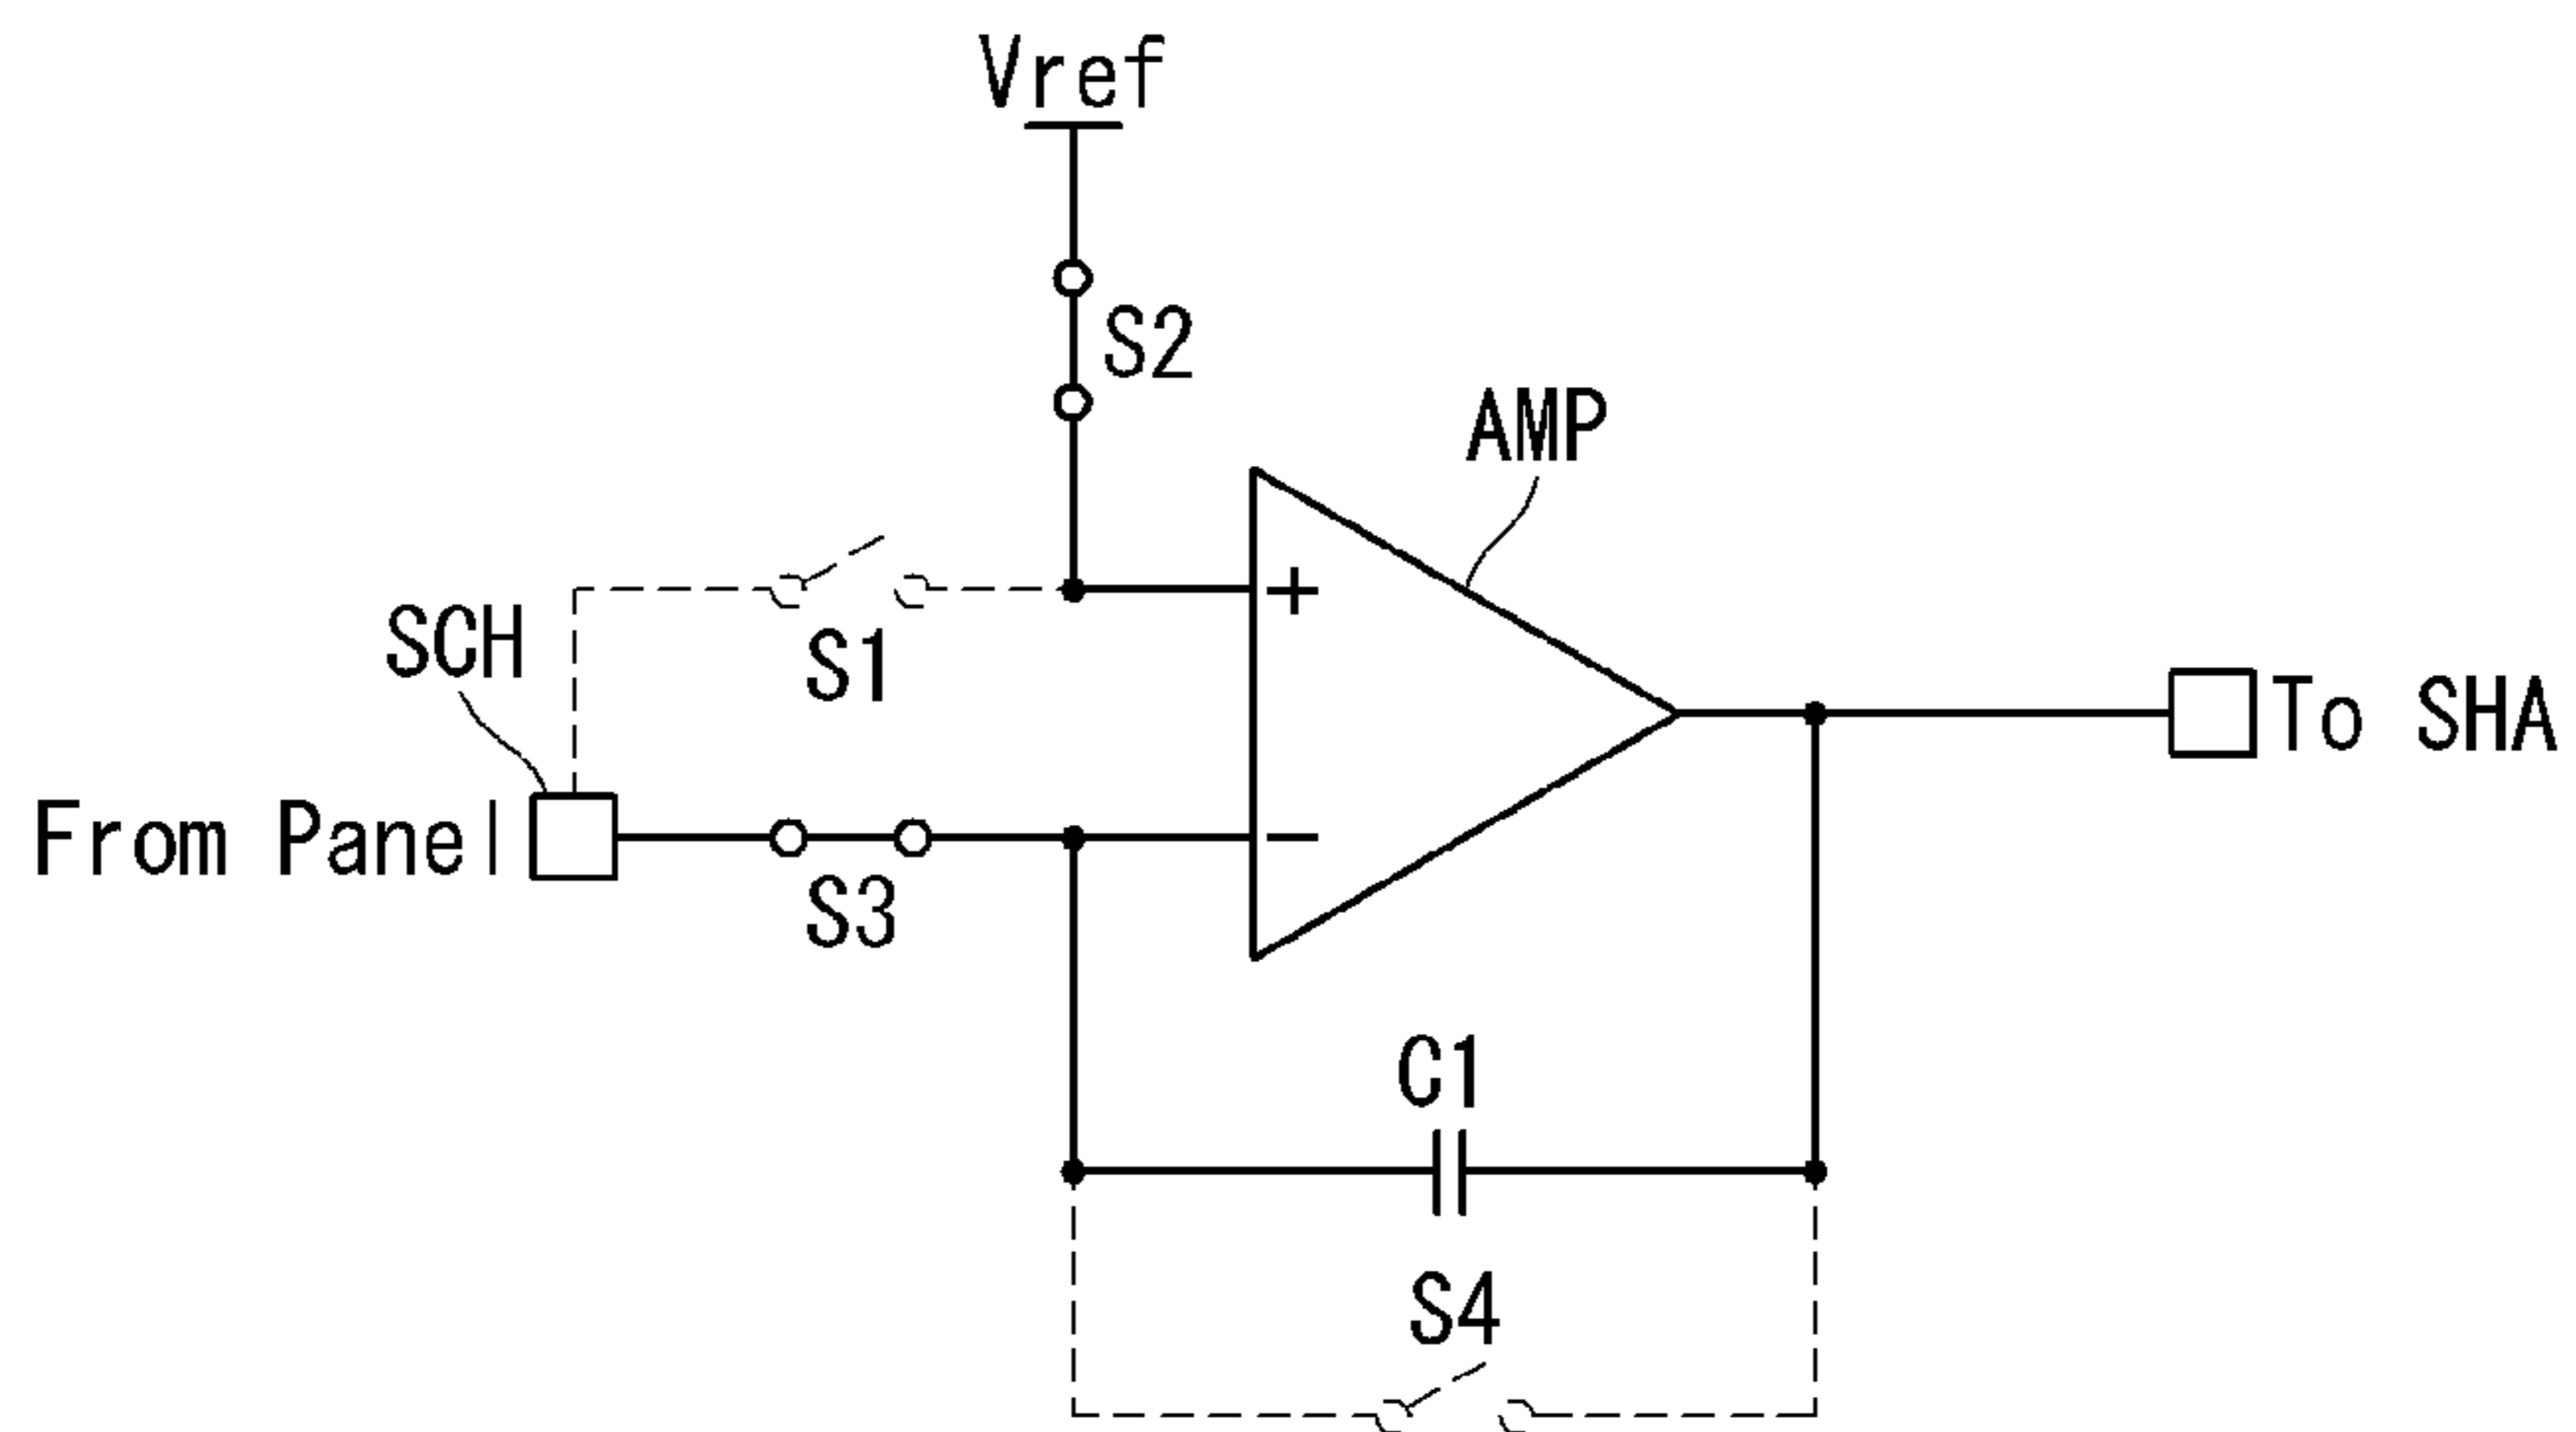 Vref
S2
AMP
+
S1
SCH
To SHA
From Panel
−
S3
C1
S4